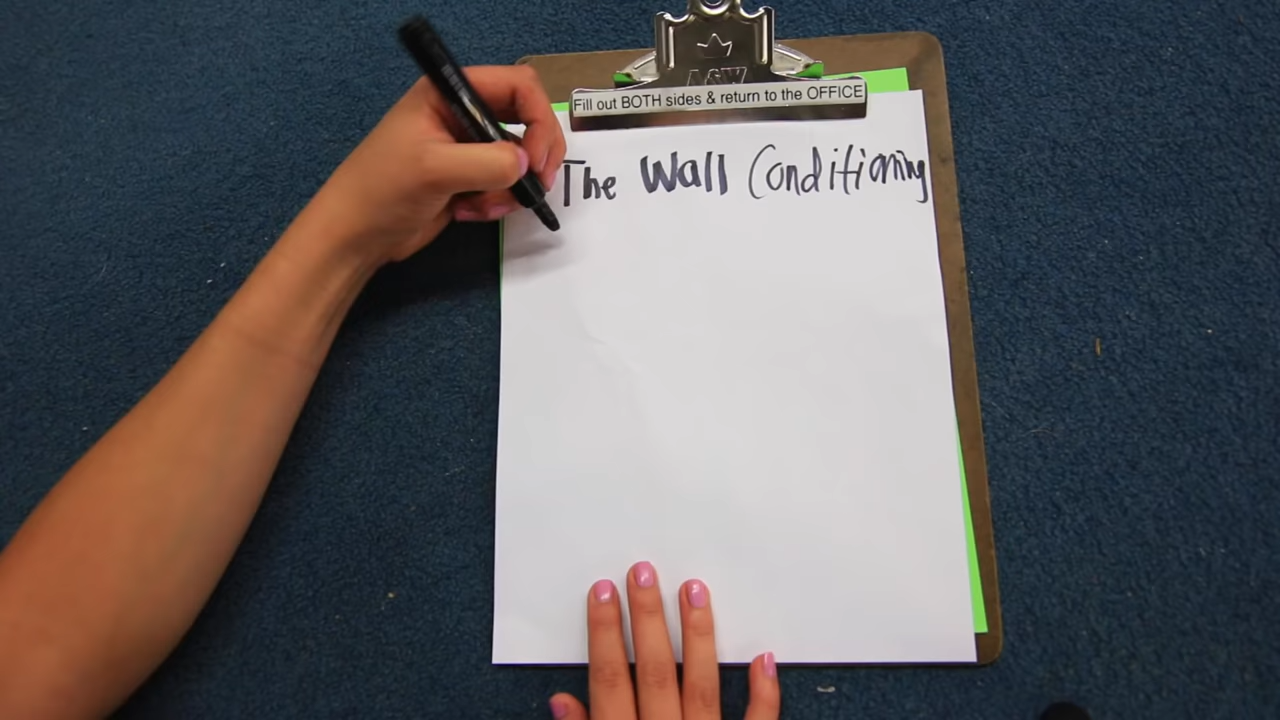 Fill out BOTH sides & return to the OFFICE
The Wall Conditioning